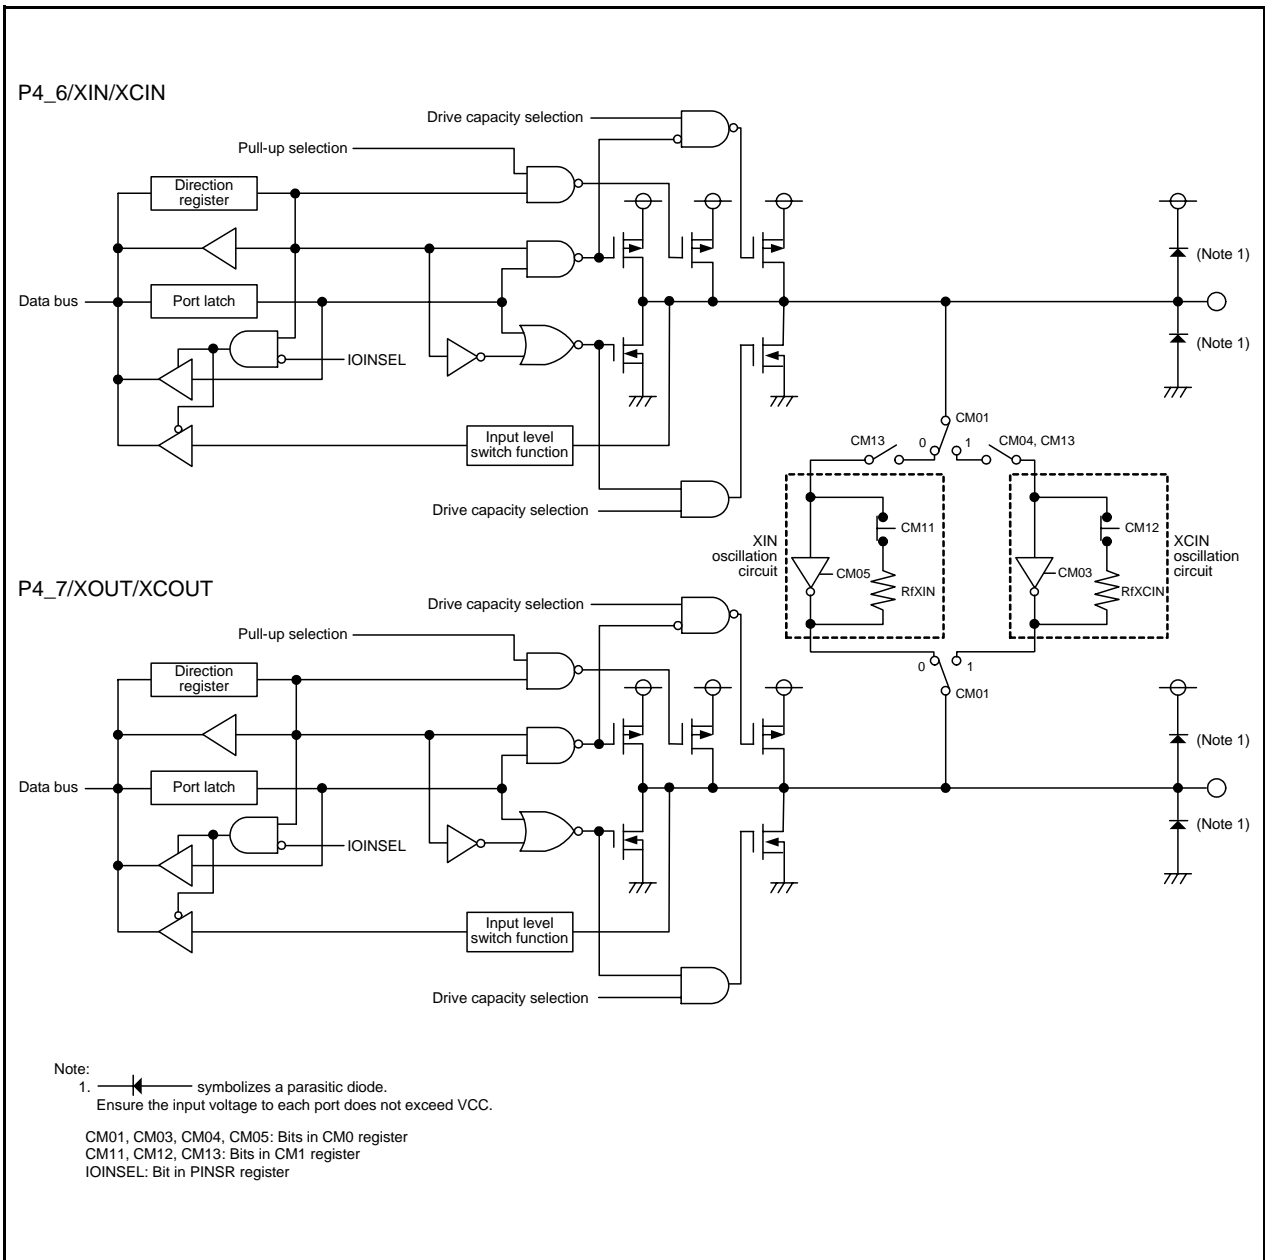 P4_6/XIN/XCIN
Drive capacity selection
Pull-up selection
Direction
register
(Note 1)
Data bus
Port latch
(Note 1)
IOINSEL
CM01
Input level
switch function
CM13
0
1
CM04, CM13
Drive capacity selection
XIN
oscillation
circuit
CM11
CM05
RfXIN
CM12
CM03
RfXCIN
XCIN
oscillation
circuit
P4_7/XOUT/XCOUT
Drive capacity selection
Pull-up selection
0
1
CM01
Direction
register
(Note 1)
Data bus
Port latch
(Note 1)
IOINSEL
Input level
switch function
Drive capacity selection
Note:
1. symbolizes a parasitic diode.
Ensure the input voltage to each port does not exceed VCC.
CM01, CM03, CM04, CM05: Bits in CM0 register
CM11, CM12, CM13: Bits in CM1 register
IOINSEL: Bit in PINSR register